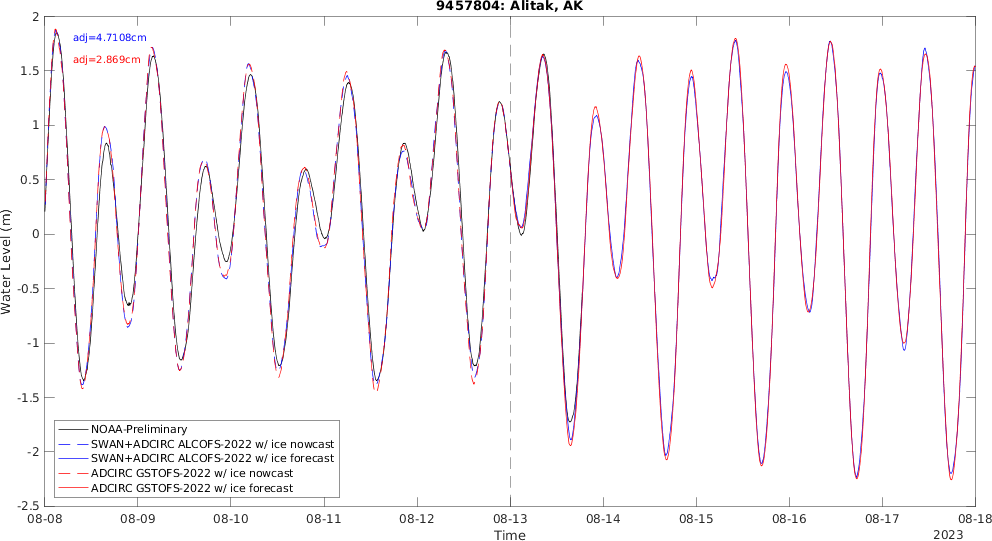 9457804: Alitak, AK
adj=4.7108cm
adj=2.869cm
Water Level (m)
2
1.5
1
0.5
0
-0.5
-1
-1.5
-2
-2.5
NOAA-Preliminary
SWAN+ADCIRC ALCOFS-2022 w/ ice nowcast
SWAN+ADCIRC ALCOFS-2022 w/ ice forecast
ADCIRC GSTOFS-2022 w/ ice nowcast
ADCIRC GSTOFS-2022 w/ ice forecast
08-08 08-09 08-10 08-11 08-12 08-13 08-14 08-15 08-16 08-17 08-18
Time
2023